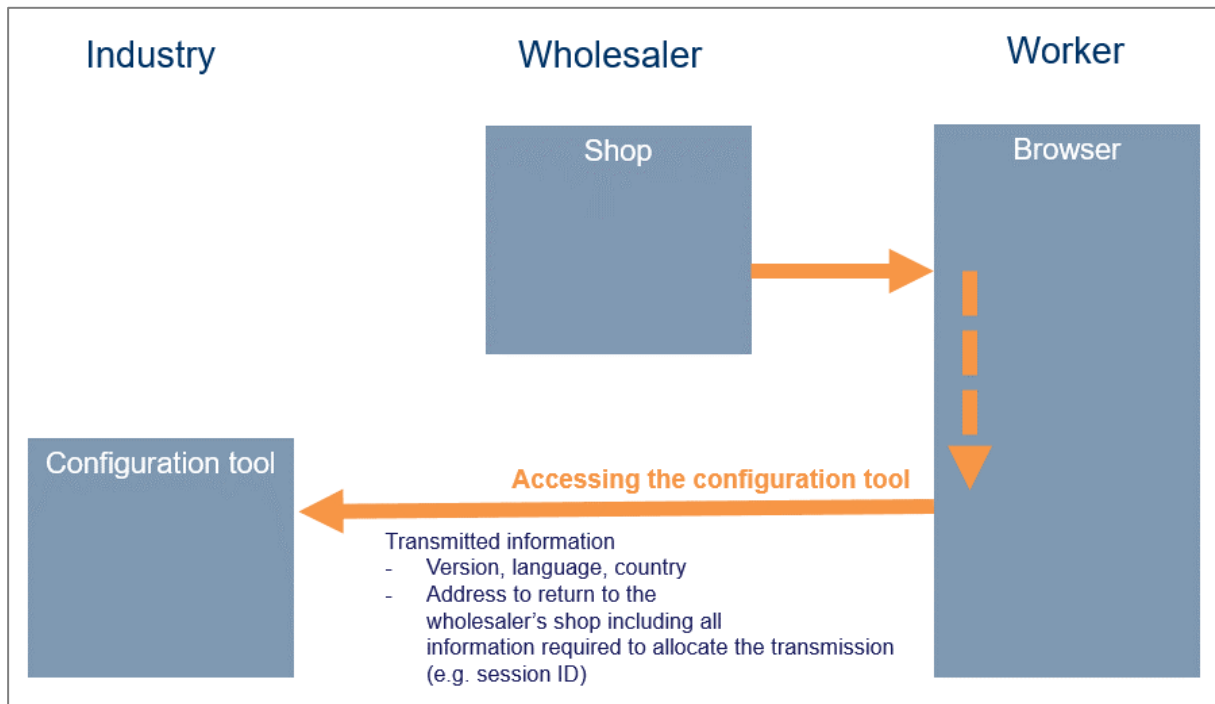 Industry
Wholesaler
Worker
Shop
Browser
Configuration tool
Accessing the configuration tool
Transmitted information
- Version, language, country
- Address to return to the
wholesaler’s shop including all
information required to allocate the transmission
(e.g. session ID)